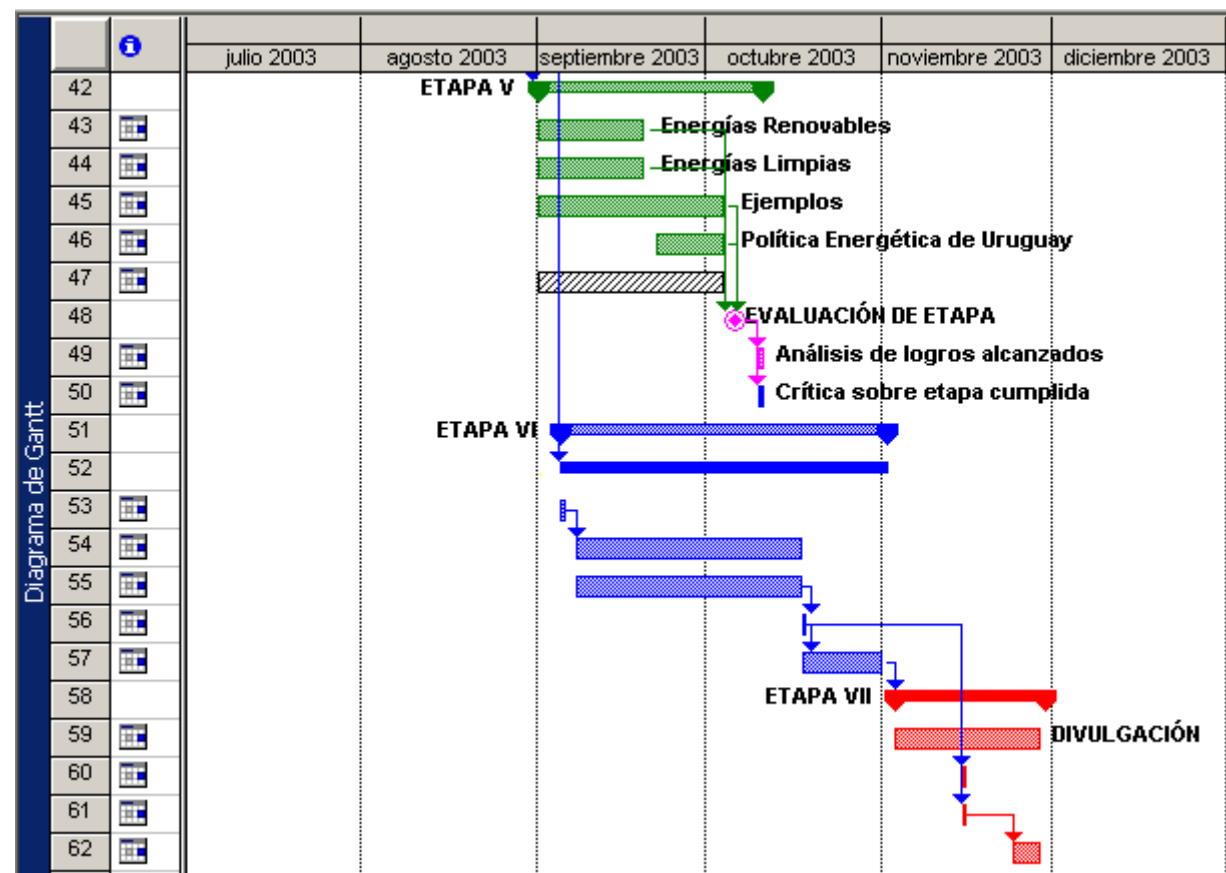 Diagrama de Gantt
julio 2003 agosto 2003 septiembre 2003 octubre 2003 noviembre 2003 diciembre 2003
42 ETAPA V
43 Energías Renovables
44 Energías Limpias
45 Ejemplos
46 Política Energética de Uruguay
47
48 EVALUACIÓN DE ETAPA
49 Análisis de logros alcanzados
50 Crítica sobre etapa cumplida
51 ETAPA VI
52
53
54
55
56
57
58 ETAPA VII
59 DIVULGACIÓN
60
61
62